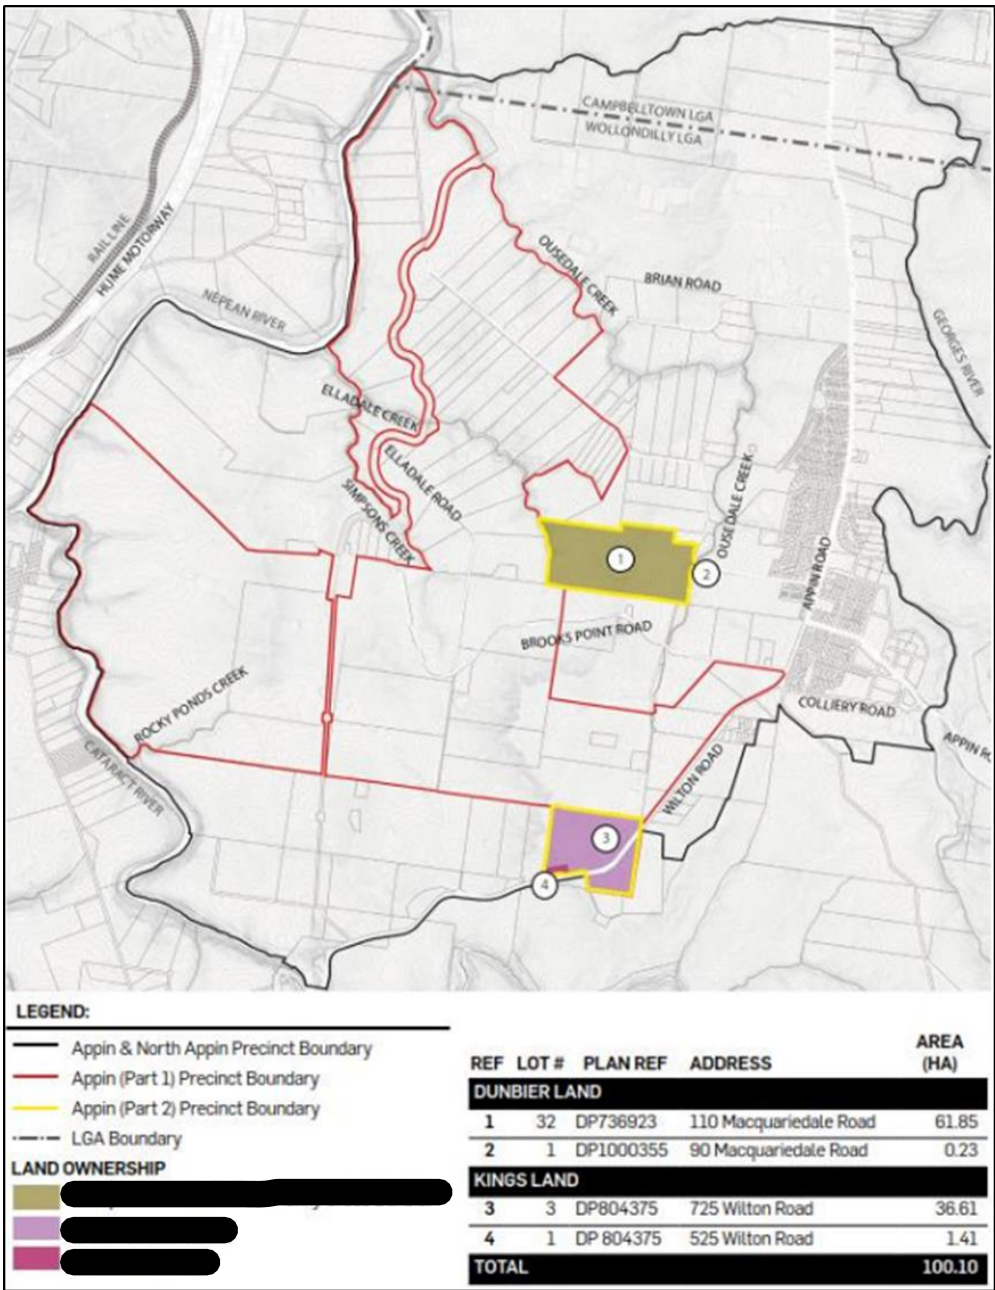 CAMPBELLTOWN LGA
WOLLONDILLY LGA
RAIL LINE
HUME MOTORWAY
NEPEAN RIVER
OUSEDALE CREEK
BRIAN ROAD
GEORGES RIVER
ELLADALE CREEK
ELLADALE ROAD
SIMPSONS CREEK
OUSEDALE CREEK
APPIN ROAD
1
2
BROOKS POINT ROAD
ROCKY PONDS CREEK
COLLIERY ROAD
APPIN R
CATARACT RIVER
WILTON ROAD
3
4
LEGEND:
Appin & North Appin Precinct Boundary
Appin (Part 1) Precinct Boundary
Appin (Part 2) Precinct Boundary
LGA Boundary
LAND OWNERSHIP
REF LOT # PLAN REF ADDRESS AREA (HA)
DUNBIER LAND
1 32 DP736923 110 Macquariedale Road 61.85
2 1 DP1000355 90 Macquariedale Road 0.23
KINGS LAND
3 3 DP804375 725 Wilton Road 36.61
4 1 DP 804375 525 Wilton Road 1.41
TOTAL 100.10